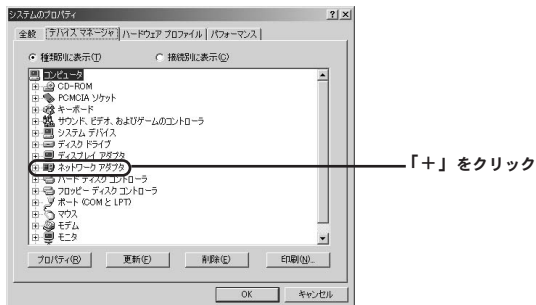 システムのプロパティ
全般 デバイス マネージャ ハードウェア プロファイル パフォーマンス
種類別に表示(T) 接続別に表示(C)
コンピュータ
CD-ROM
PCMCIA ソケット
キーボード
サウンド、ビデオ、およびゲームのコントローラ
システム デバイス
ディスク ドライブ
ディスプレイ アダプタ
ネットワーク アダプタ
「＋」をクリック
ハード ディスク コントローラ
フロッピー ディスク コントローラ
ポート (COM と LPT)
マウス
モデム
モニタ
プロパティ(R) 更新(F) 削除(E) 印刷(N)...
OK キャンセル